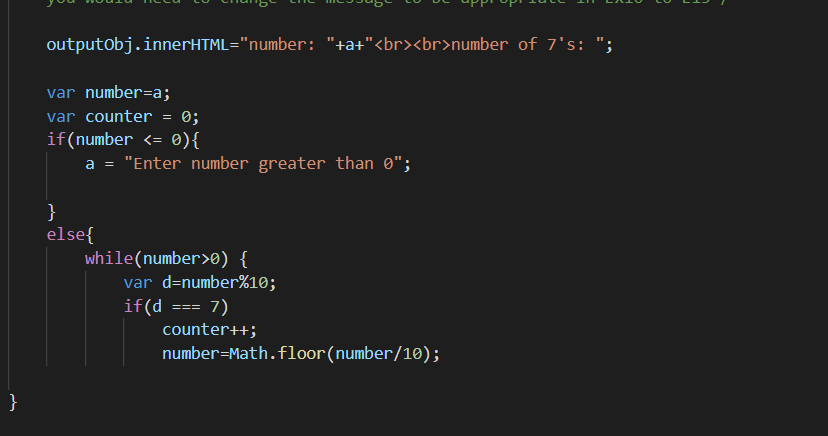 you would need to change the message to be appropriate in Ex16 to E19 /
outputObj.innerHTML="number: "+a+"<br><br>number of 7's: ";
var number=a;
var counter = 0;
if(number <= 0){
a = "Enter number greater than 0";
}
else{
while(number>0) {
var d=number%10;
if(d === 7)
counter++;
number=Math.floor(number/10);
}